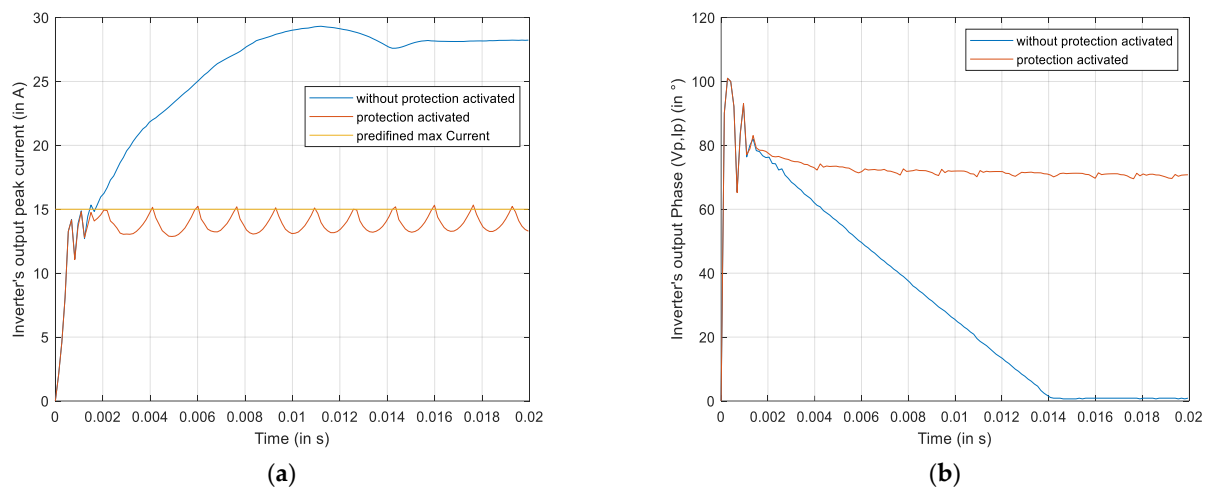 30
25
20
15
10
5
0
0 0.002 0.004 0.006 0.008 0.01 0.012 0.014 0.016 0.018 0.02
Time (in s)
Inverter's output peak current (in A)
without protection activated
protection activated
predifined max Current
(a)
120
100
80
60
40
20
0
0 0.002 0.004 0.006 0.008 0.01 0.012 0.014 0.016 0.018 0.02
Time (in s)
Inverter's output Phase (Vp,Ip) (in °)
without protection activated
protection activated
(b)